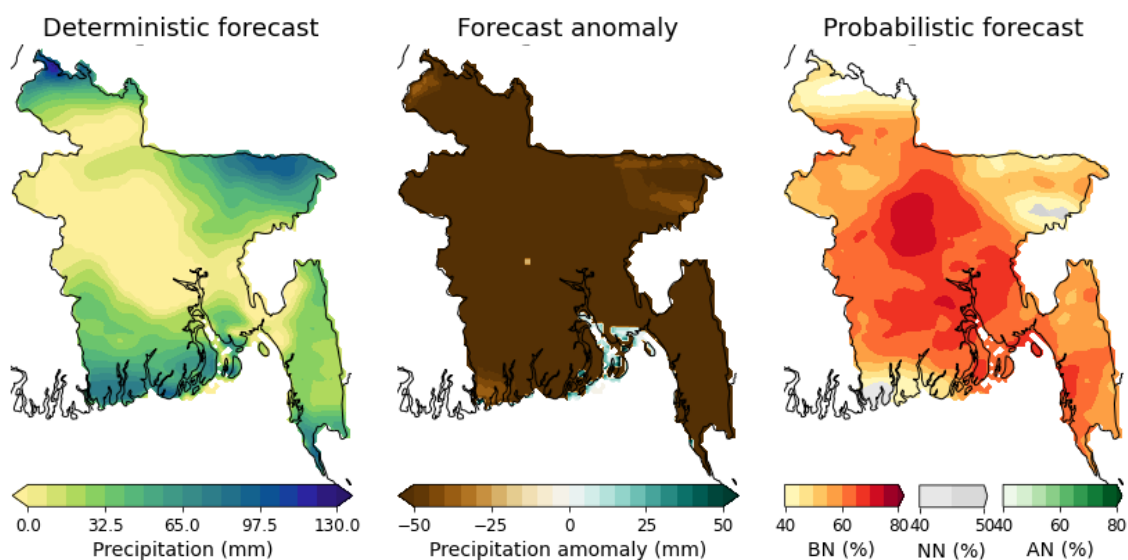 Deterministic forecast
Forecast anomaly
Probabilistic forecast
0.0 32.5 65.0 97.5 130.0
Precipitation (mm)
−50 −25 0 25 50
Precipitation amomaly (mm)
40 60 80
BN (%)
40 50
NN (%)
40 60 80
AN (%)